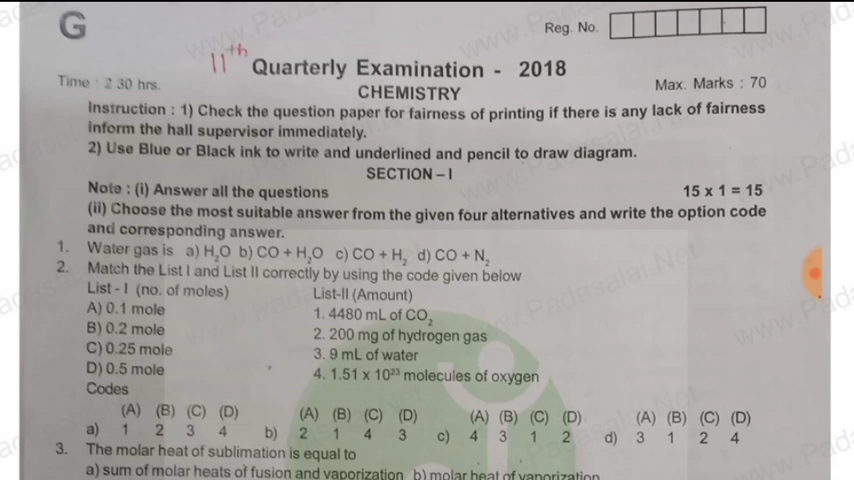 G
Reg. No.
11th
Quarterly Examination - 2018
Time : 2.30 hrs.
CHEMISTRY
Max. Marks : 70
Instruction : 1) Check the question paper for fairness of printing if there is any lack of fairness
inform the hall supervisor immediately.
2) Use Blue or Black ink to write and underlined and pencil to draw diagram.
SECTION – I
Note : (i) Answer all the questions 15 x 1 = 15
(ii) Choose the most suitable answer from the given four alternatives and write the option code
and corresponding answer.
1. Water gas is a) H₂O b) CO + H₂O c) CO + H₂ d) CO + N₂
2. Match the List I and List II correctly by using the code given below
List - I (no. of moles) List-II (Amount)
A) 0.1 mole 1. 4480 mL of CO₂
B) 0.2 mole 2. 200 mg of hydrogen gas
C) 0.25 mole 3. 9 mL of water
D) 0.5 mole 4. 1.51 x 10²³ molecules of oxygen
Codes
(A) (B) (C) (D) (A) (B) (C) (D) (A) (B) (C) (D) (A) (B) (C) (D)
a) 1 2 3 4 b) 2 1 4 3 c) 4 3 1 2 d) 3 1 2 4
3. The molar heat of sublimation is equal to
a) sum of molar heats of fusion and vaporization b) molar heat of vaporization
www.Padasalai.Net